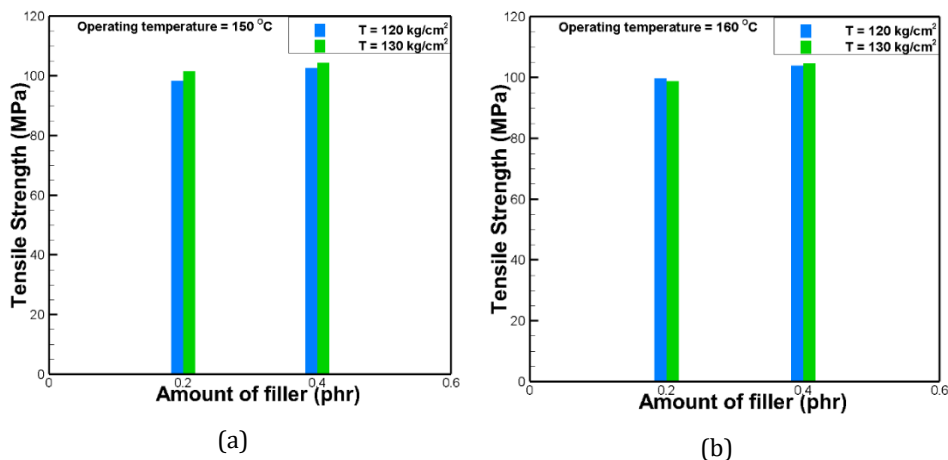 Operating temperature = 150 °C
T = 120 kg/cm²
T = 130 kg/cm²
Tensile Strength (MPa)
120
100
80
60
40
20
0
0
0.2
0.4
0.6
Amount of filler (phr)
(a)
Operating temperature = 160 °C
T = 120 kg/cm²
T = 130 kg/cm²
Tensile Strength (MPa)
120
100
80
60
40
20
0
0
0.2
0.4
0.6
Amount of filler (phr)
(b)